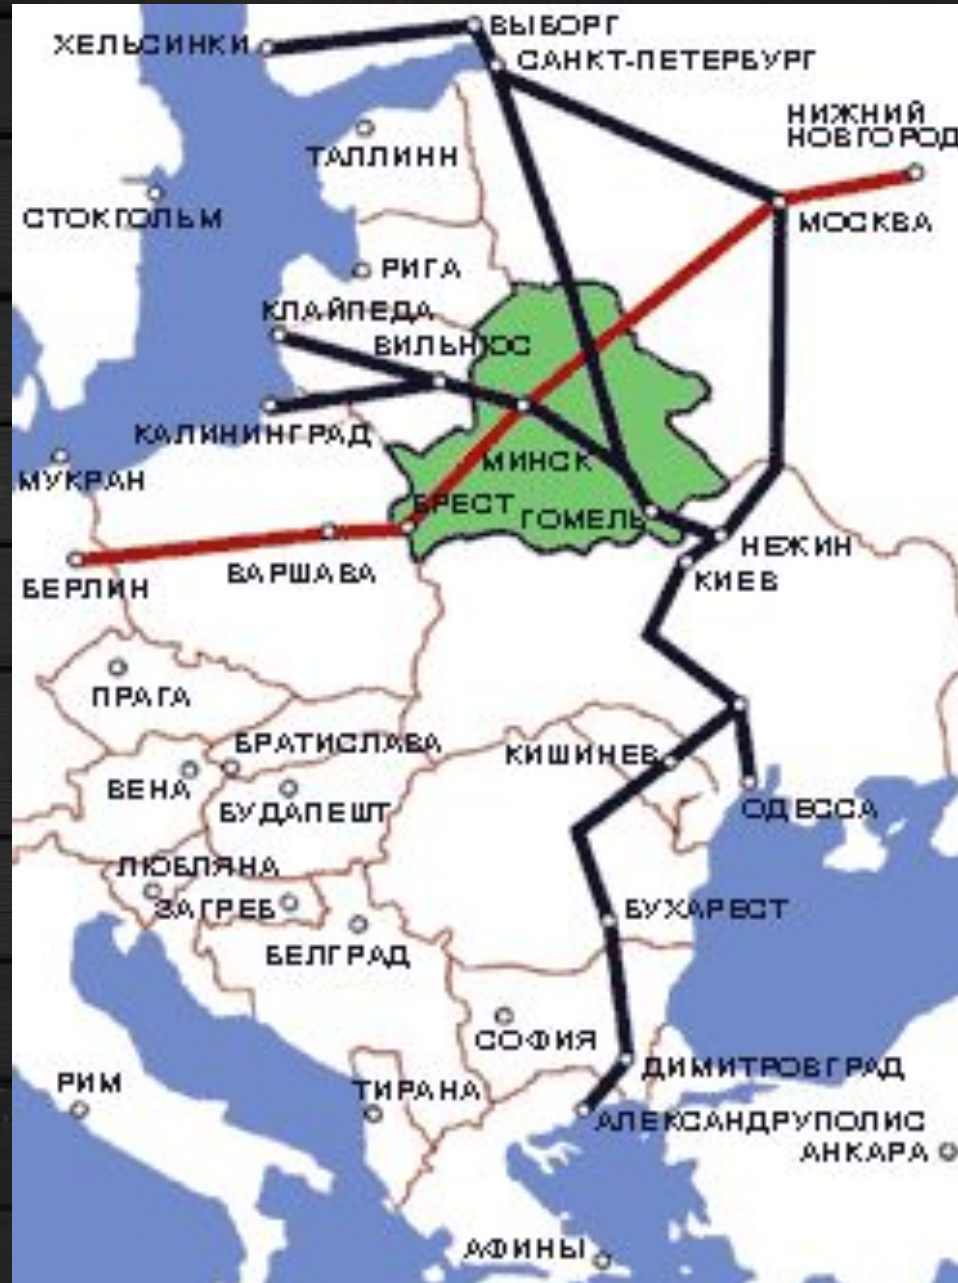 ВЫБОРГ
ХЕЛЬСИНКИ
САНКТ-ПЕТЕРБУРГ
НИЖНИЙ
НОВГОРОД
ТАЛЛИНН
СТОКГОЛЬМ
МОСКВА
РИГА
КЛАЙПЕДА
ВИЛЬНЮС
КАЛИНИНГРАД
МИНСК
МУКРАН
БРЕСТ
ГОМЕЛЬ
НЕЖИН
ВАРШАВА
КИЕВ
БЕРЛИН
ПРАГА
БРАТИСЛАВА
КИШИНЕВ
ВЕНА
БУДАПЕШТ
ОДЕССА
ЛЮБЛЯНА
ЗАГРЕБ
БУХАРЕСТ
БЕЛГРАД
СОФИЯ
ДИМИТРОВГРАД
РИМ
ТИРАНА
АЛЕКСАНДРУПОЛИС
АНКАРА
АФИНЫ